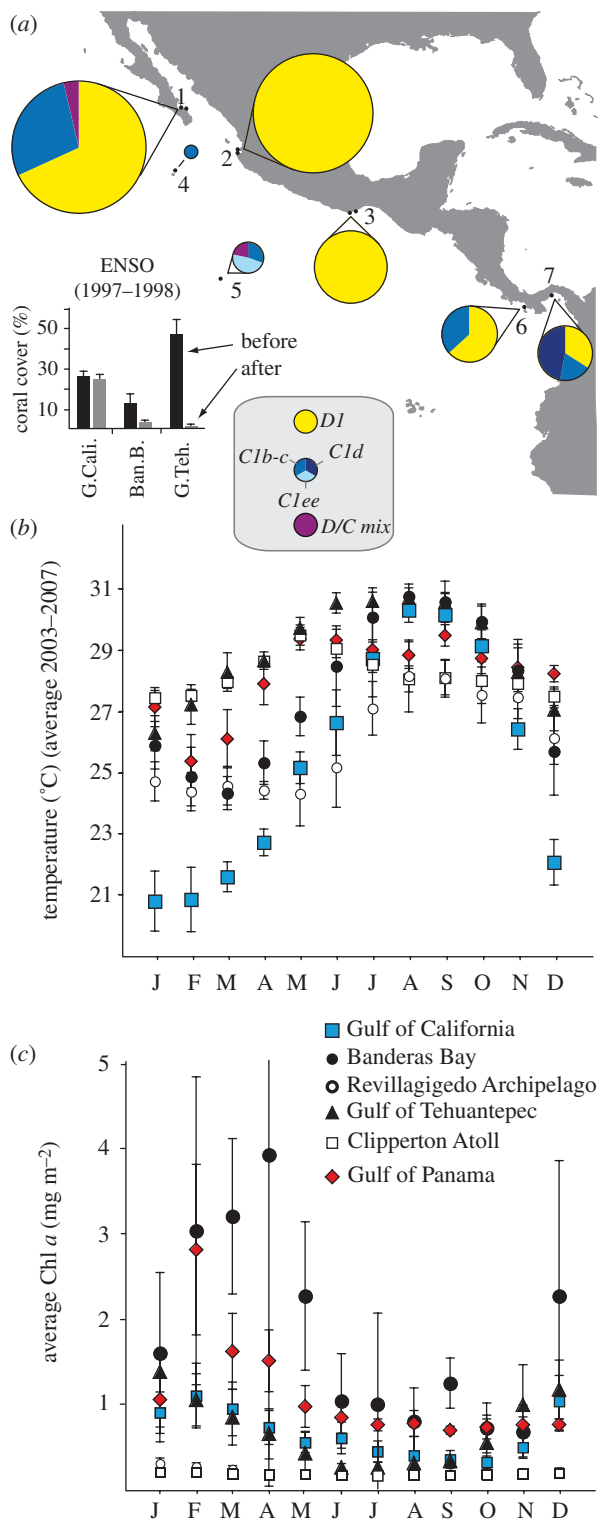 (a)
1
2
4
3
5
7
6
ENSO
(1997–1998)
coral cover (%)
50
30
10
before
after
G.Cali.
Ban.B.
G.Teh.
D1
C1b-c
C1d
C1ee
D/C mix
(b)
temperature (˚C) (average 2003–2007)
31
29
27
25
23
21
J F M A M J J A S O N D
Gulf of California
Banderas Bay
Revillagigedo Archipelago
Gulf of Tehuantepec
Clipperton Atoll
Gulf of Panama
(c)
average Chl a (mg m–2)
5
4
3
2
1
J F M A M J J A S O N D